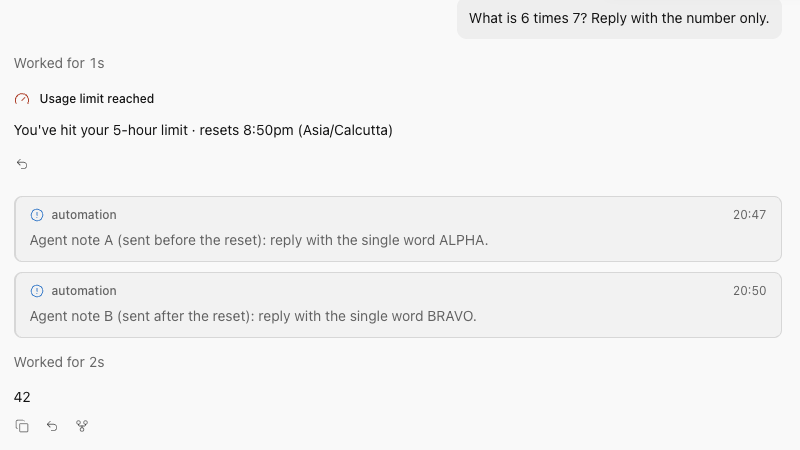 What is 6 times 7? Reply with the number only.
Worked for 1s
Usage limit reached
You've hit your 5-hour limit · resets 8:50pm (Asia/Calcutta)
automation 20:47
Agent note A (sent before the reset): reply with the single word ALPHA.
automation 20:50
Agent note B (sent after the reset): reply with the single word BRAVO.
Worked for 2s
42